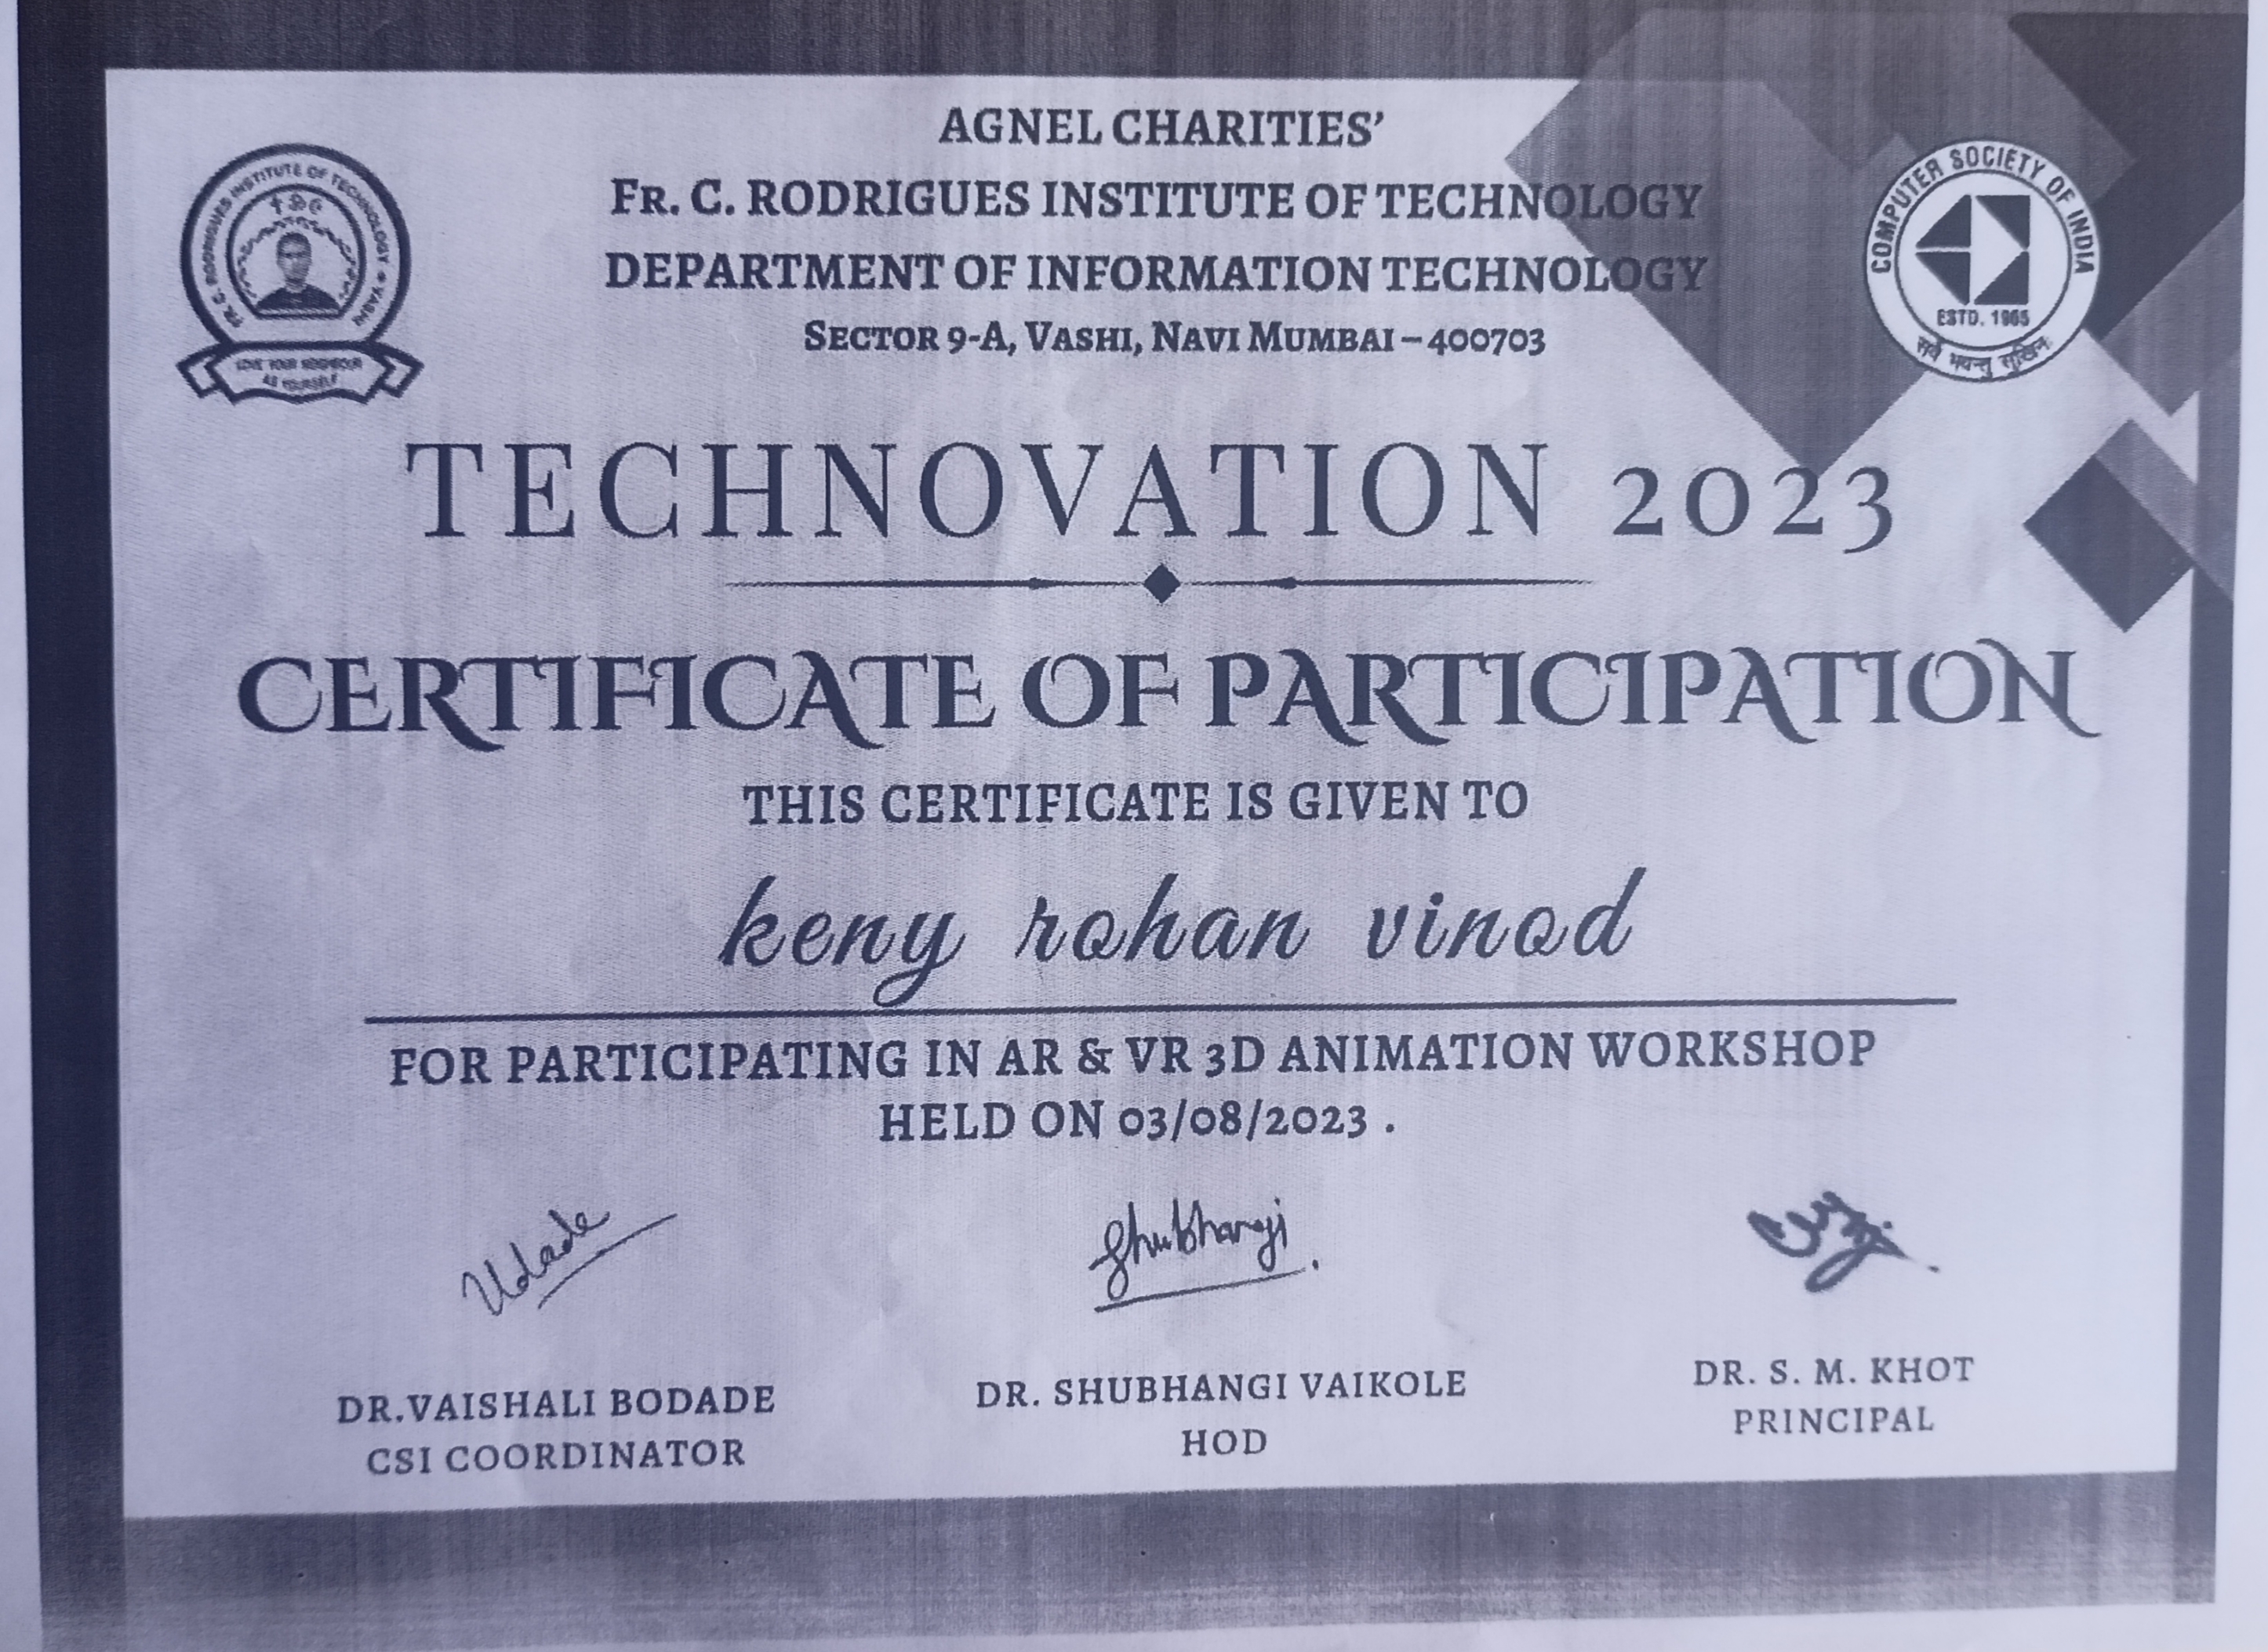 AGNEL CHARITIES’
FR. C. RODRIGUES INSTITUTE OF TECHNOLOGY
DEPARTMENT OF INFORMATION TECHNOLOGY
SECTOR 9-A, VASHI, NAVI MUMBAI – 400703
FR. C. RODRIGUES INSTITUTE OF TECHNOLOGY * VASHI
LOVE YOUR NEIGHBOUR
AS YOURSELF
COMPUTER SOCIETY OF INDIA
ESTD. 1965
सर्वे भवन्तु सुखिनः
TECHNOVATION 2023
CERTIFICATE OF PARTICIPATION
THIS CERTIFICATE IS GIVEN TO
keny rohan vinod
FOR PARTICIPATING IN AR & VR 3D ANIMATION WORKSHOP
HELD ON 03/08/2023 .
Shubhangi
DR.VAISHALI BODADE
CSI COORDINATOR
DR. SHUBHANGI VAIKOLE
HOD
DR. S. M. KHOT
PRINCIPAL